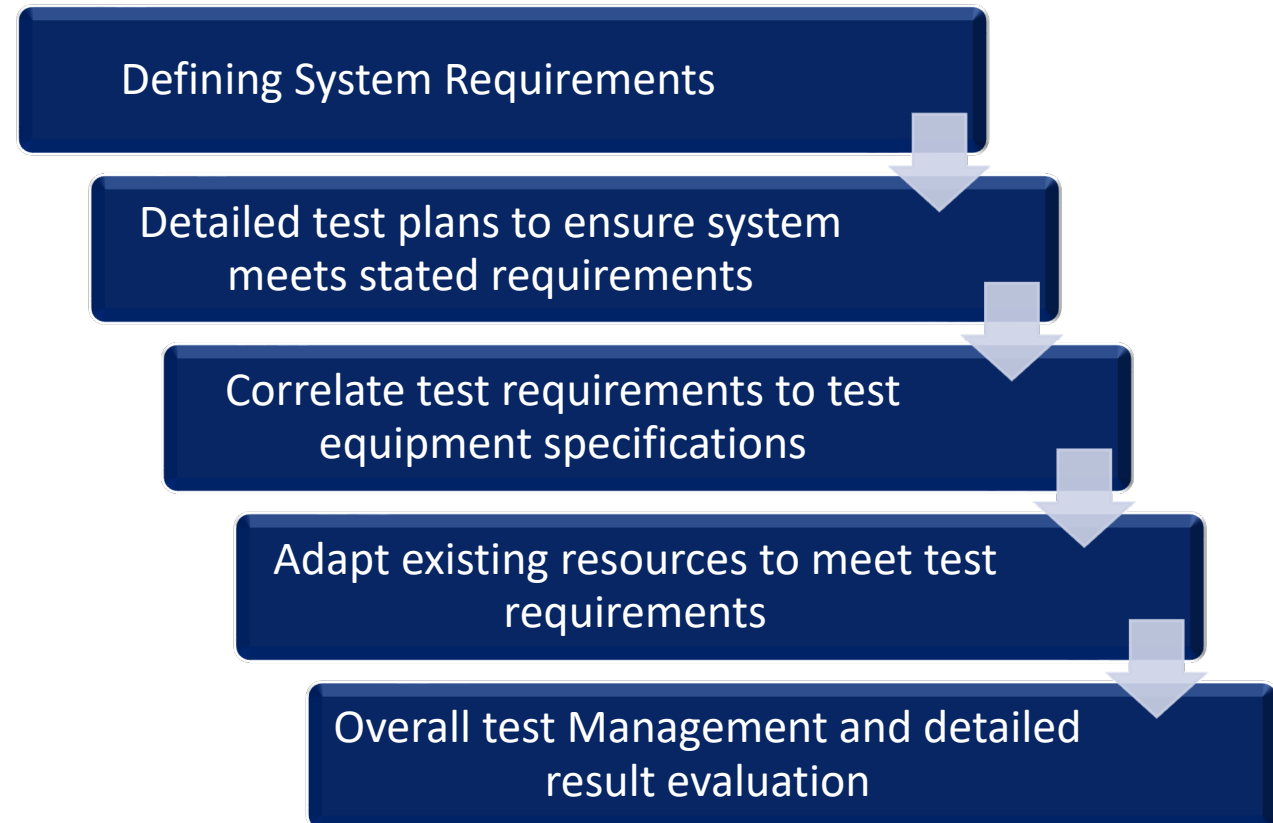 Defining System Requirements
Detailed test plans to ensure system
meets stated requirements
Correlate test requirements to test
equipment specifications
Adapt existing resources to meet test
requirements
Overall test Management and detailed
result evaluation